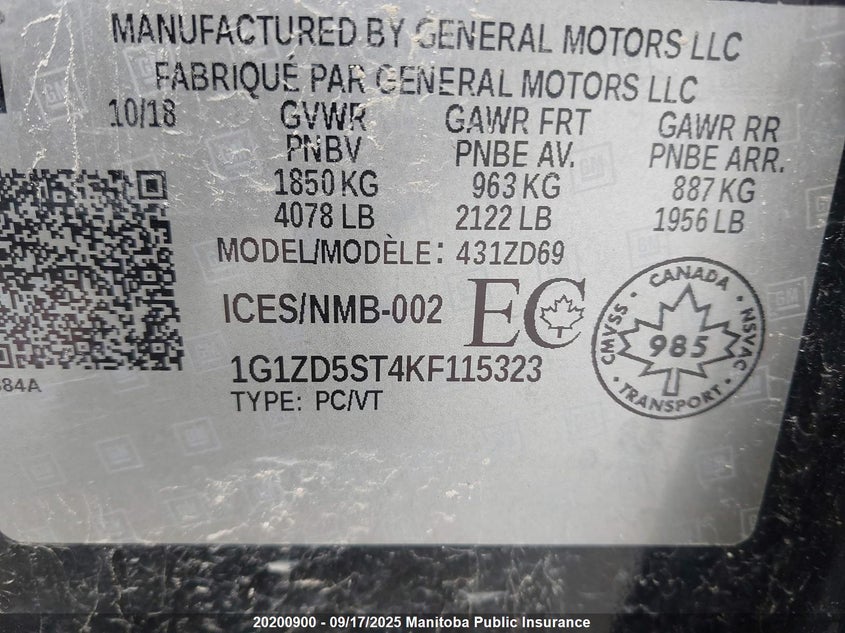 MANUFACTURED BY GENERAL MOTORS LLC
FABRIQUÉ PAR GENERAL MOTORS LLC
10/18 GVWR GAWR FRT GAWR RR
PNBV PNBE AV. PNBE ARR.
1850 KG 963 KG 887 KG
4078 LB 2122 LB 1956 LB
MODEL/MODÈLE: 431ZD69
ICES/NMB-002 EC
CANADA
CMVSS 985 NSVAC
TRANSPORT
1G1ZD5ST4KF115323
84A
TYPE: PC/VT
20200900 - 09/17/2025 Manitoba Public Insurance